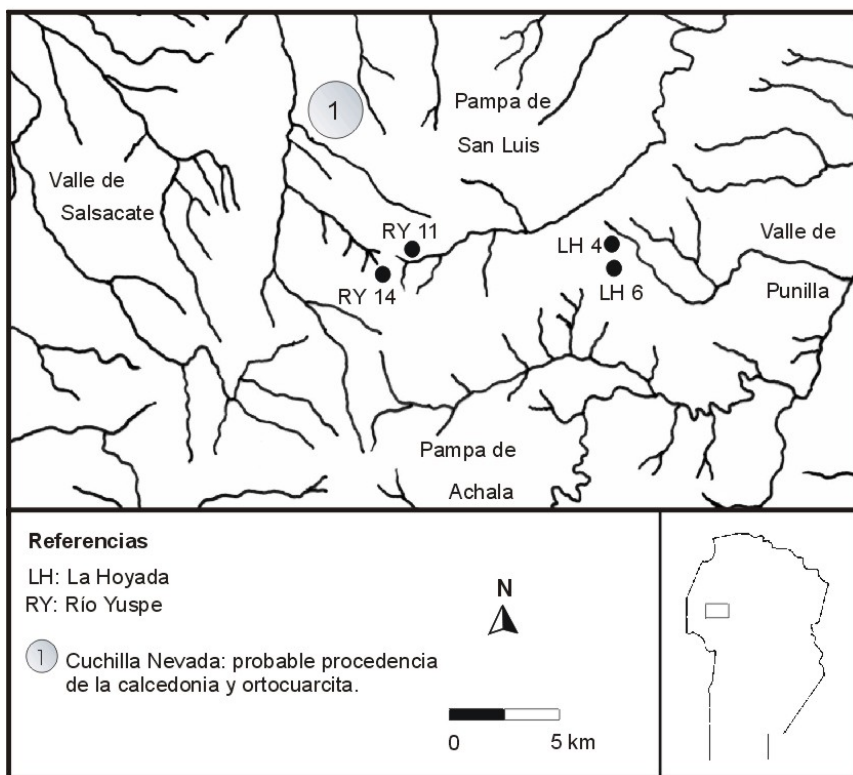 1
Pampa de
San Luis
Valle de
Salsacate
RY 11
LH 4
Valle de
RY 14
LH 6
Punilla
Pampa de
Achala
Referencias
LH: La Hoyada
RY: Río Yuspe
N
1 Cuchilla Nevada: probable procedencia
de la calcedonia y ortocuarcita.
0 5 km